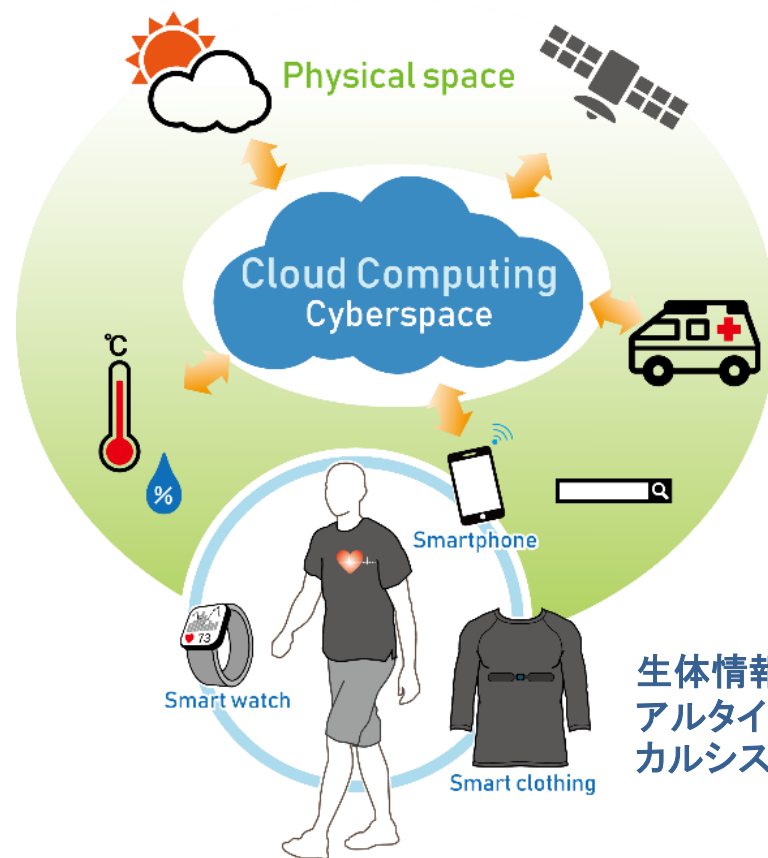 Physical space
Cloud Computing
Cyberspace
℃
%
Smartphone
73
Smart watch
Smart clothing
生体情報
アルタイ
カルシス